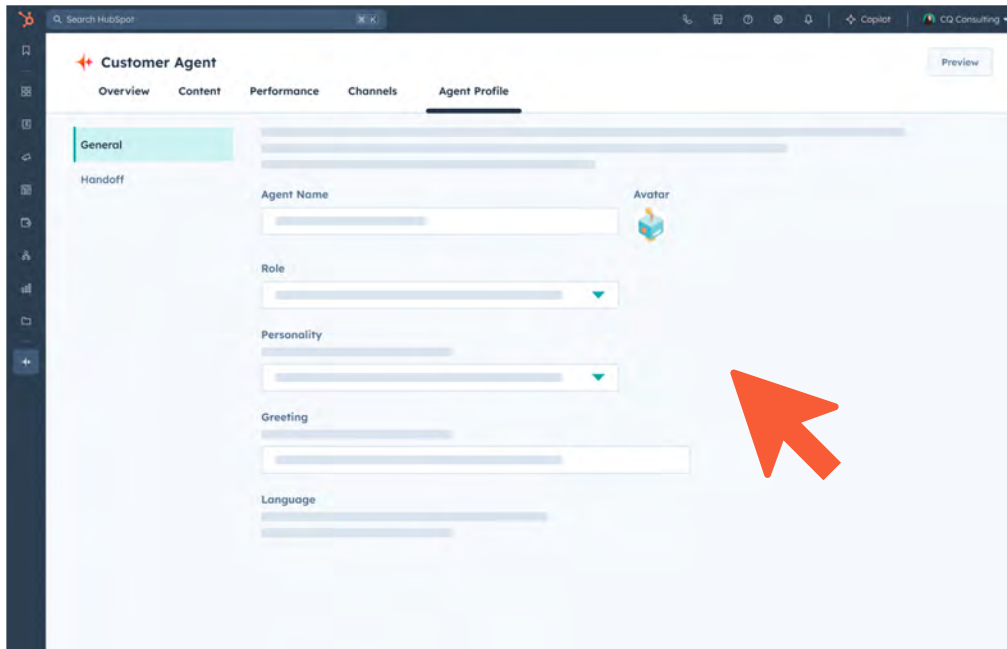 Search HubSpot
⌘ K
Copilot
CQ Consulting
Customer Agent
Preview
Overview Content Performance Channels Agent Profile
General
Handoff
Agent Name
Avatar
Role
Personality
Greeting
Language